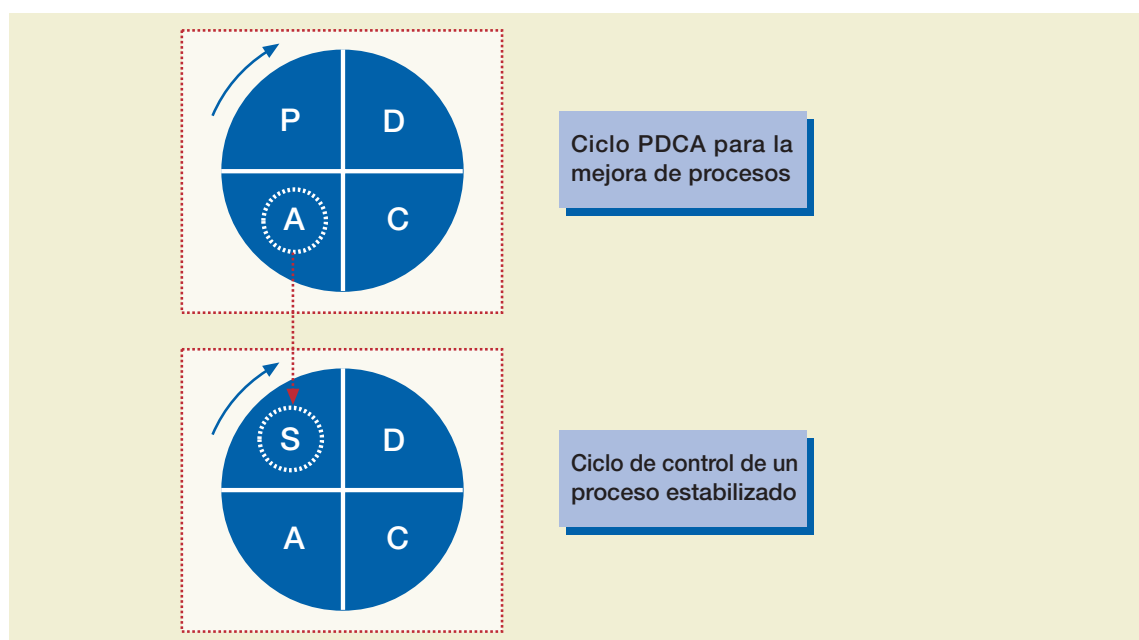 P D
A C
Ciclo PDCA para la
mejora de procesos
S D
A C
Ciclo de control de un
proceso estabilizado